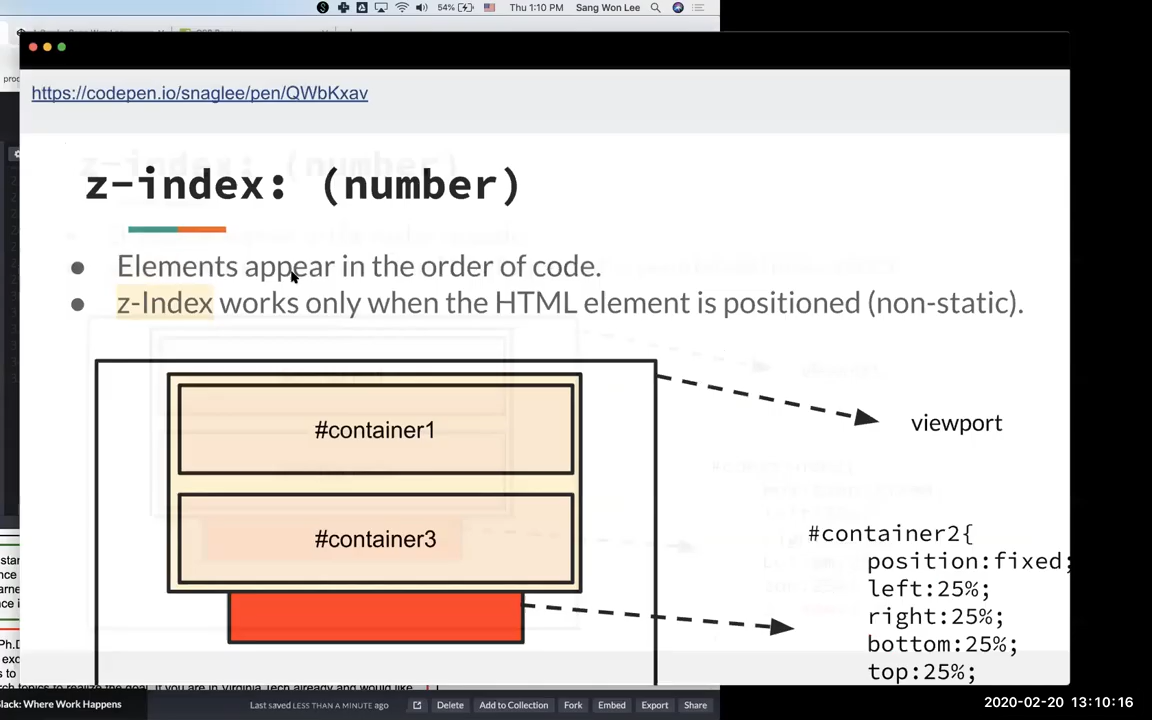 54% Thu 1:10 PM Sang Won Lee
https://codepen.io/snaglee/pen/QWbKxav
z-index: (number)
● Elements appear in the order of code.
● z-Index works only when the HTML element is positioned (non-static).
#container1
viewport
#container3
#container2{
position:fixed;
left:25%;
right:25%;
bottom:25%;
top:25%;
Slack: Where Work Happens
Last saved LESS THAN A MINUTE ago
Delete
Add to Collection
Fork
Embed
Export
Share
2020-02-20 13:10:16